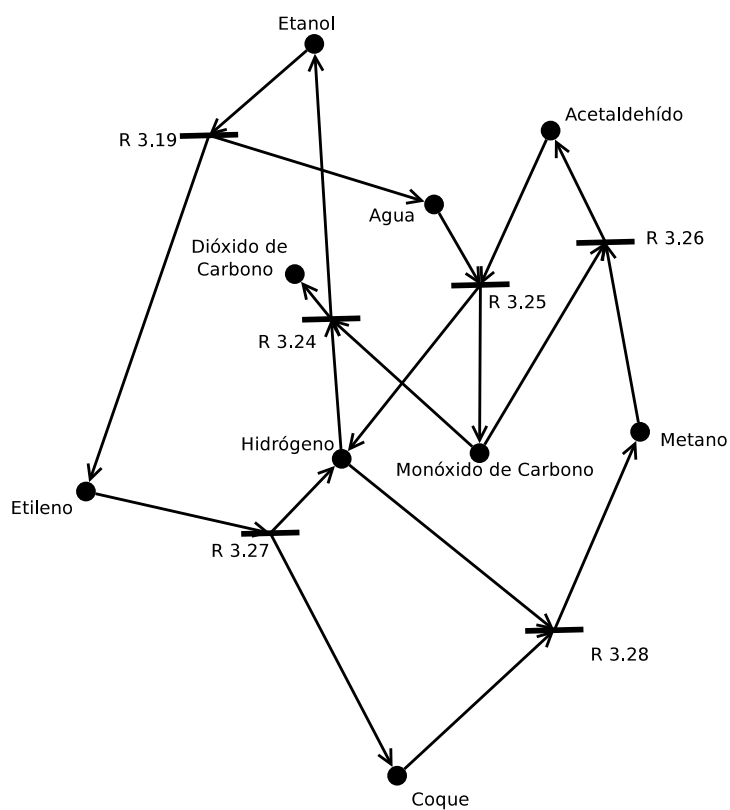 Etanol
Acetaldehído
R 3.19
Agua
R 3.26
Dióxido de
Carbono
R 3.25
R 3.24
Hidrógeno
Metano
Monóxido de Carbono
Etileno
R 3.27
R 3.28
Coque